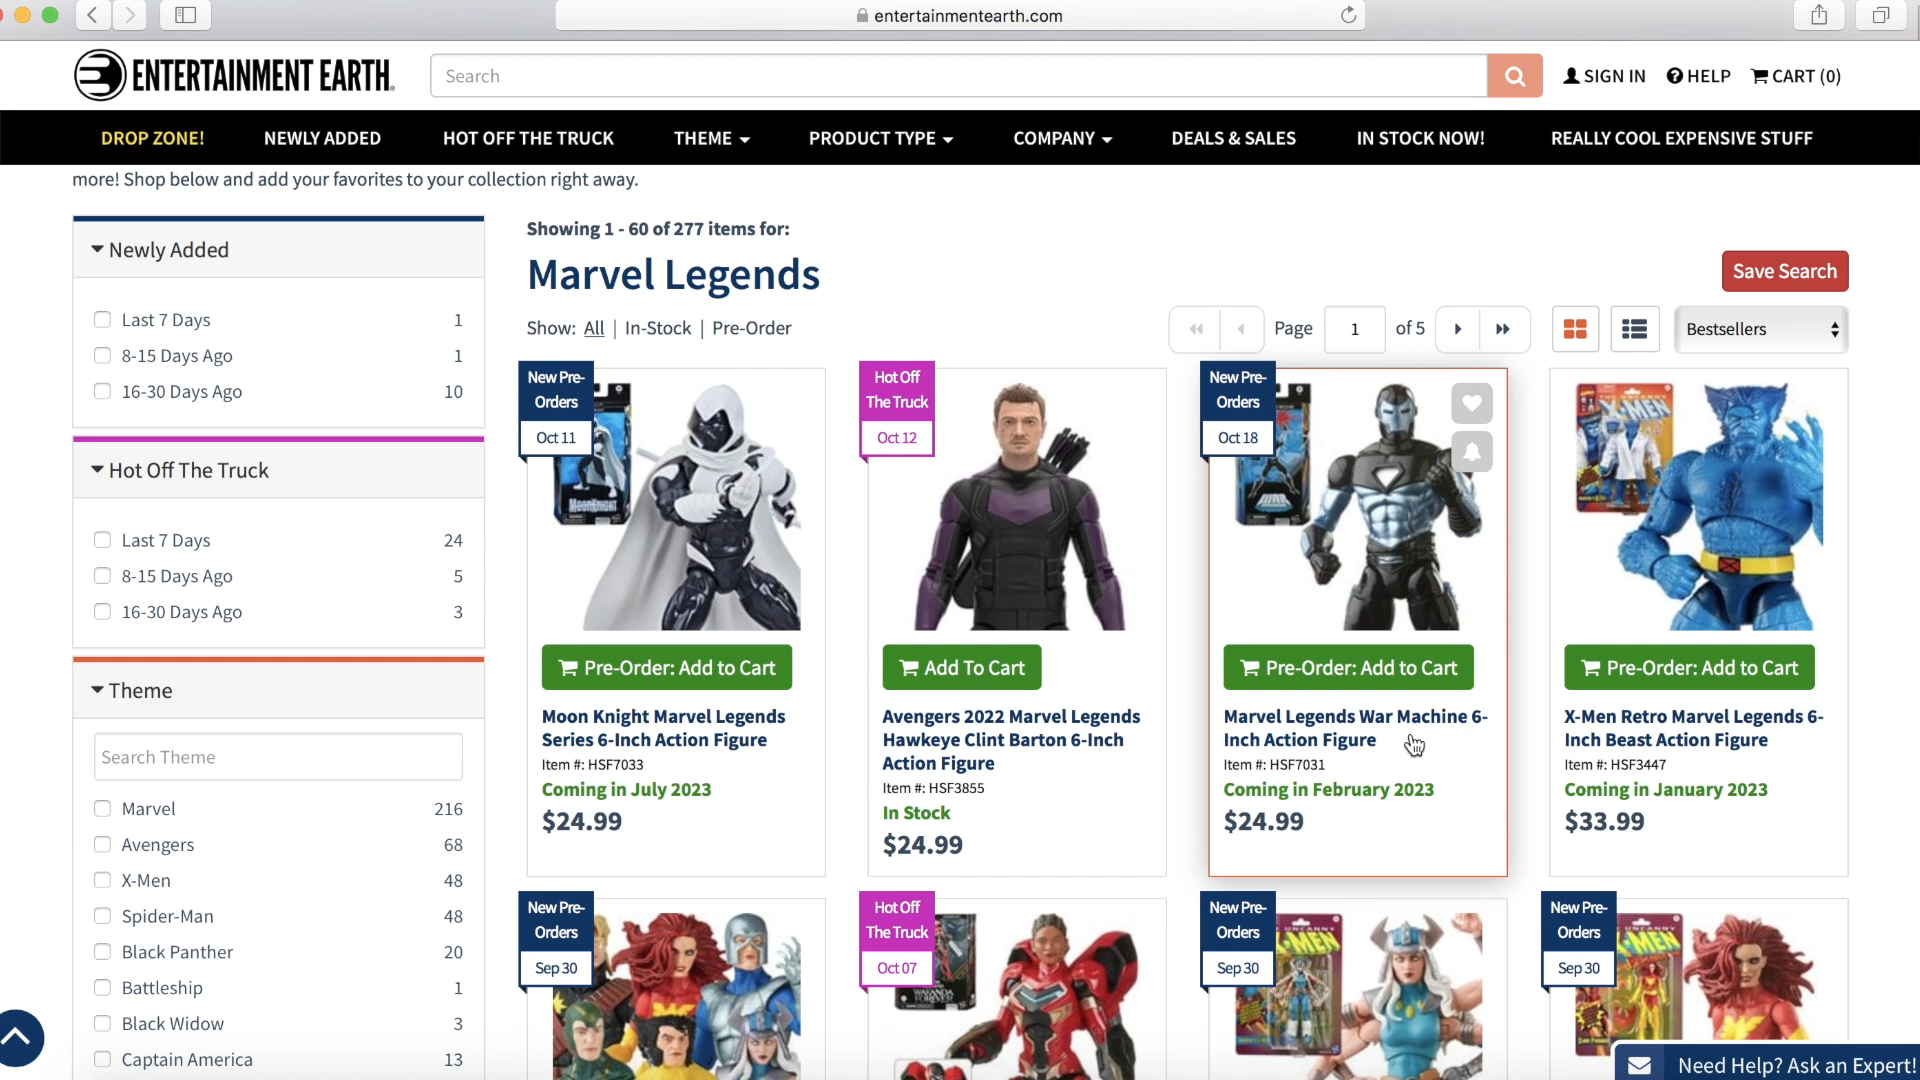 entertainmentearth.com
ENTERTAINMENT EARTH
Search
SIGN IN
HELP
CART (0)
DROP ZONE!
NEWLY ADDED
HOT OFF THE TRUCK
THEME
PRODUCT TYPE
COMPANY
DEALS & SALES
IN STOCK NOW!
REALLY COOL EXPENSIVE STUFF
more! Shop below and add your favorites to your collection right away.
Newly Added
Last 7 Days 1
8-15 Days Ago 1
16-30 Days Ago 10
Hot Off The Truck
Last 7 Days 24
8-15 Days Ago 5
16-30 Days Ago 3
Theme
Search Theme
Marvel 216
Avengers 68
X-Men 48
Spider-Man 48
Black Panther 20
Battleship 1
Black Widow 3
Captain America 13
Showing 1 - 60 of 277 items for:
Marvel Legends
Save Search
Show: All | In-Stock | Pre-Order
Page 1 of 5
Bestsellers
New Pre-
Orders
Oct 11
MOONKNIGHT
Pre-Order: Add to Cart
Moon Knight Marvel Legends
Series 6-Inch Action Figure
Item #: HSF7033
Coming in July 2023
$24.99
Hot Off
The Truck
Oct 12
Add To Cart
Avengers 2022 Marvel Legends
Hawkeye Clint Barton 6-Inch
Action Figure
Item #: HSF3855
In Stock
$24.99
New Pre-
Orders
Oct 18
Pre-Order: Add to Cart
Marvel Legends War Machine 6-
Inch Action Figure
Item #: HSF7031
Coming in February 2023
$24.99
X-MEN
Pre-Order: Add to Cart
X-Men Retro Marvel Legends 6-
Inch Beast Action Figure
Item #: HSF3447
Coming in January 2023
$33.99
New Pre-
Orders
Sep 30
Hot Off
The Truck
Oct 07
WAKANDA
FOREVER
New Pre-
Orders
Sep 30
X-MEN
New Pre-
Orders
Sep 30
X-MEN
Need Help? Ask an Expert!